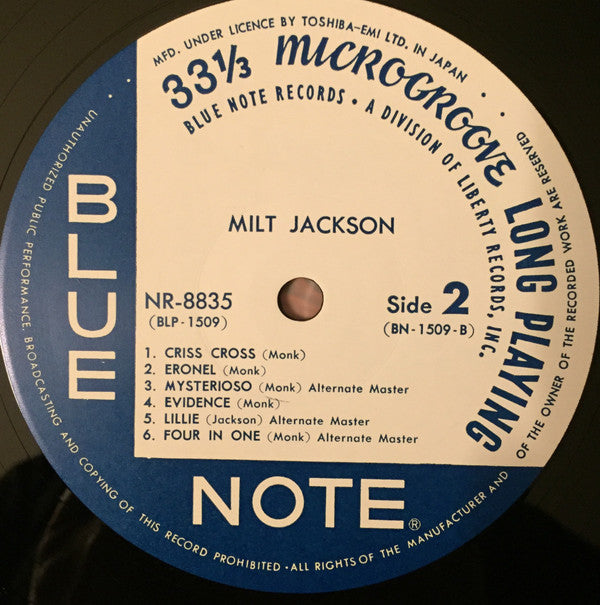 MFD. UNDER LICENCE BY TOSHIBA-EMI LTD. IN JAPAN
33⅓ MICROGROOVE LONG PLAYING
BLUE NOTE RECORDS • A DIVISION OF LIBERTY RECORDS, INC.
MILT JACKSON
NR-8835
(BLP-1509)
Side 2
(BN-1509-B)
1. CRISS CROSS (Monk)
2. ERONEL (Monk)
3. MYSTERIOSO (Monk) Alternate Master
4. EVIDENCE (Monk)
5. LILLIE (Jackson) Alternate Master
6. FOUR IN ONE (Monk) Alternate Master
BLUE
NOTE®
UNAUTHORIZED PUBLIC PERFORMANCE, BROADCASTING AND COPYING OF THIS RECORD PROHIBITED • ALL RIGHTS OF THE MANUFACTURER AND OF THE OWNER OF THE RECORDED WORK ARE RESERVED